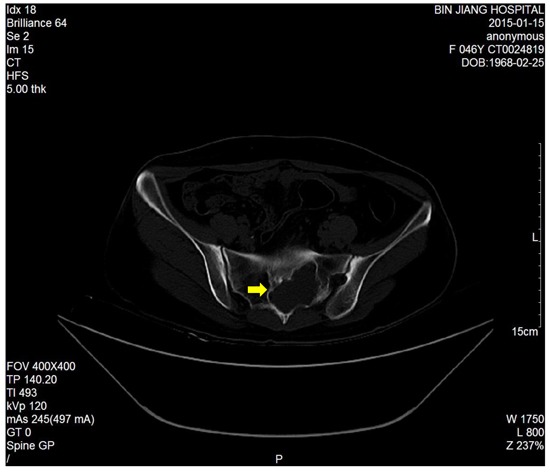 Idx 18
Brilliance 64
Se 2
Im 15
CT
HFS
5.00 thk
BIN JIANG HOSPITAL
2015-01-15
anonymous
F 046Y CT0024819
DOB:1968-02-25
L
15cm
FOV 400X400
TP 140.20
TI 493
kVp 120
mAs 245(497 mA)
GT 0
Spine GP
/
P
W 1750
L 800
Z 237%